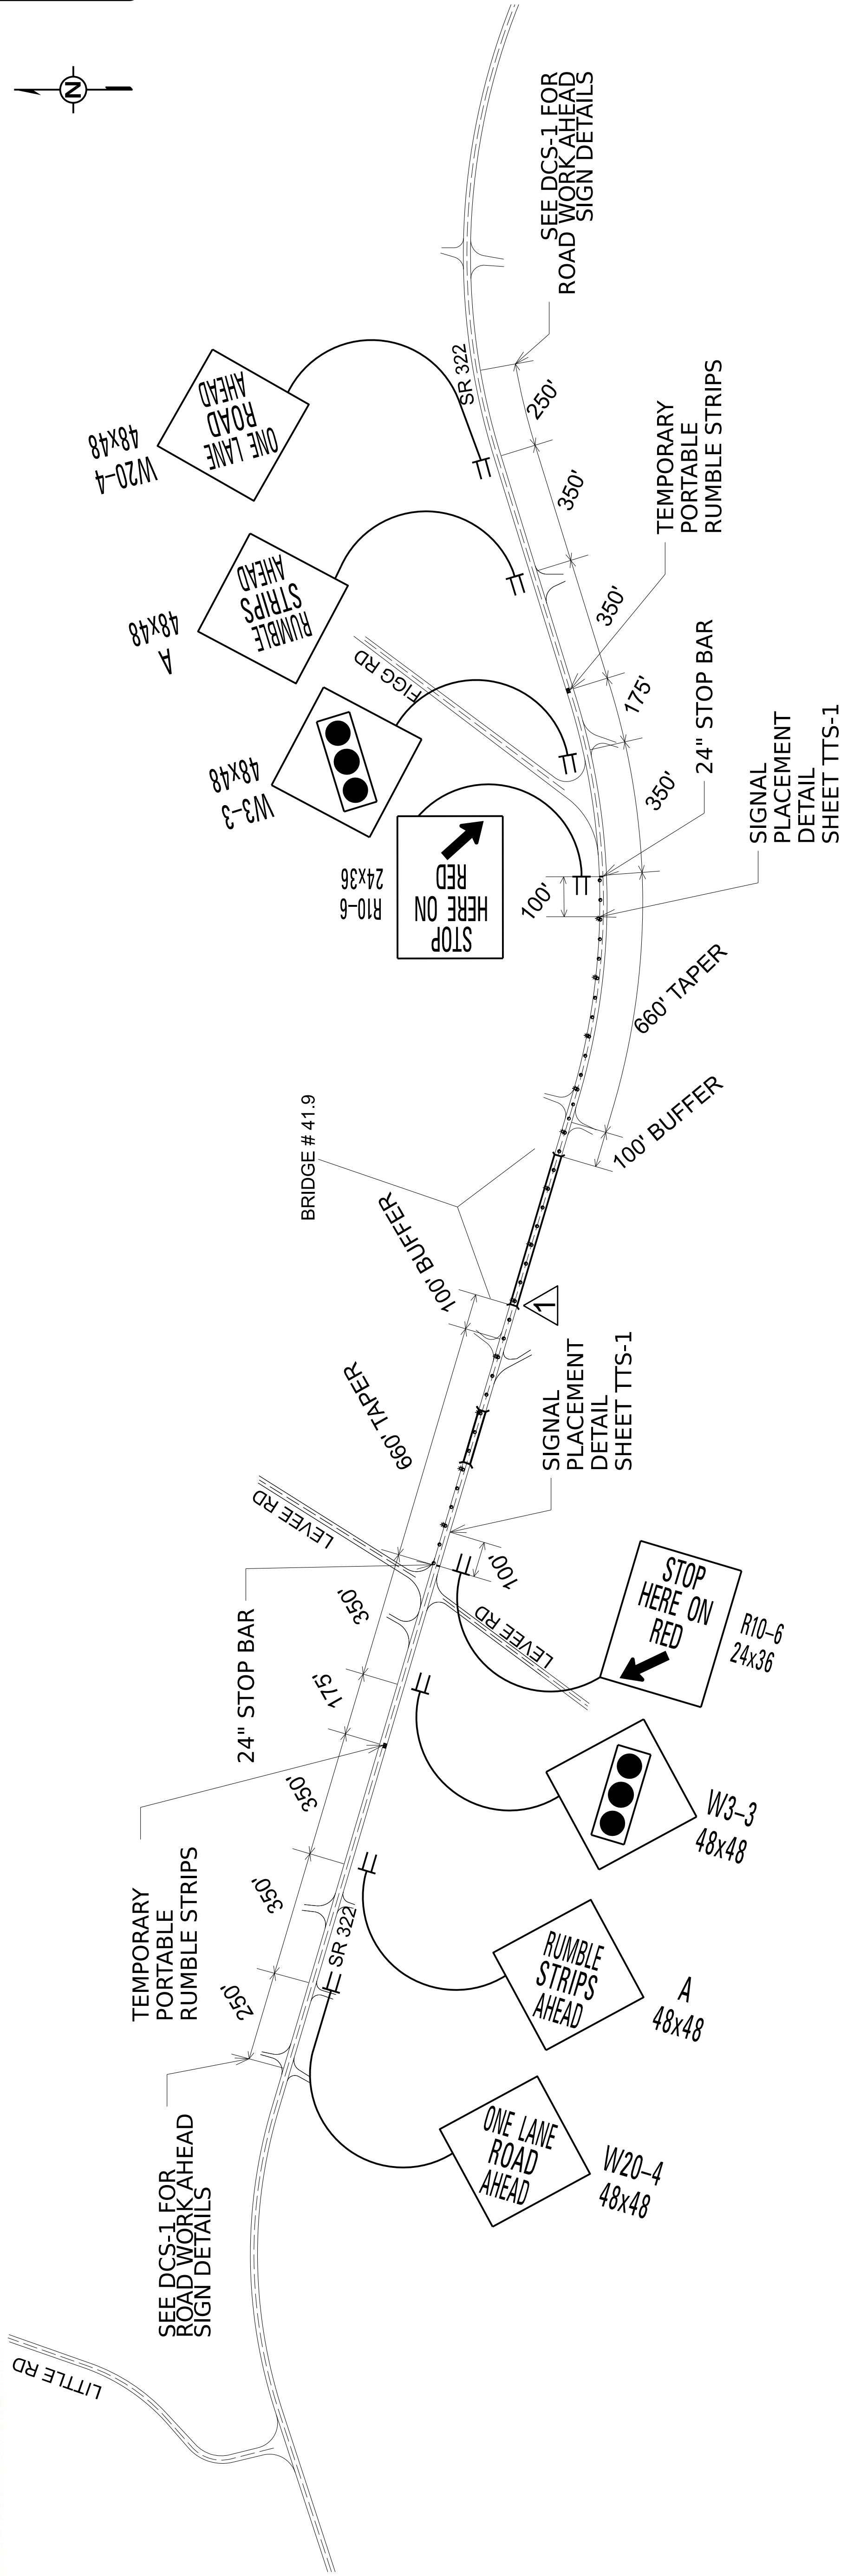 N
SEE DCS-1 FOR
ROAD WORK AHEAD
SIGN DETAILS
SR 322
250'
350'
350'
175'
350'
W20-4
48x48
ONE LANE
ROAD
AHEAD
A
48x48
RUMBLE
STRIPS
AHEAD
TEMPORARY
PORTABLE
RUMBLE STRIPS
FIGG RD
W3-3
48x48
24" STOP BAR
R10-6
24x36
STOP
HERE ON
RED
100'
SIGNAL
PLACEMENT
DETAIL
SHEET TTS-1
660' TAPER
100' BUFFER
BRIDGE # 41.9
100' BUFFER
1
660' TAPER
SIGNAL
PLACEMENT
DETAIL
SHEET TTS-1
LEVEE RD
100'
24" STOP BAR
350'
LEVEE RD
STOP
HERE ON
RED
R10-6
24x36
175'
350'
350'
250'
W3-3
48x48
TEMPORARY
PORTABLE
RUMBLE STRIPS
SR 322
RUMBLE
STRIPS
AHEAD
A
48x48
ONE LANE
ROAD
AHEAD
W20-4
48x48
SEE DCS-1 FOR
ROAD WORK AHEAD
SIGN DETAILS
LITTLE RD